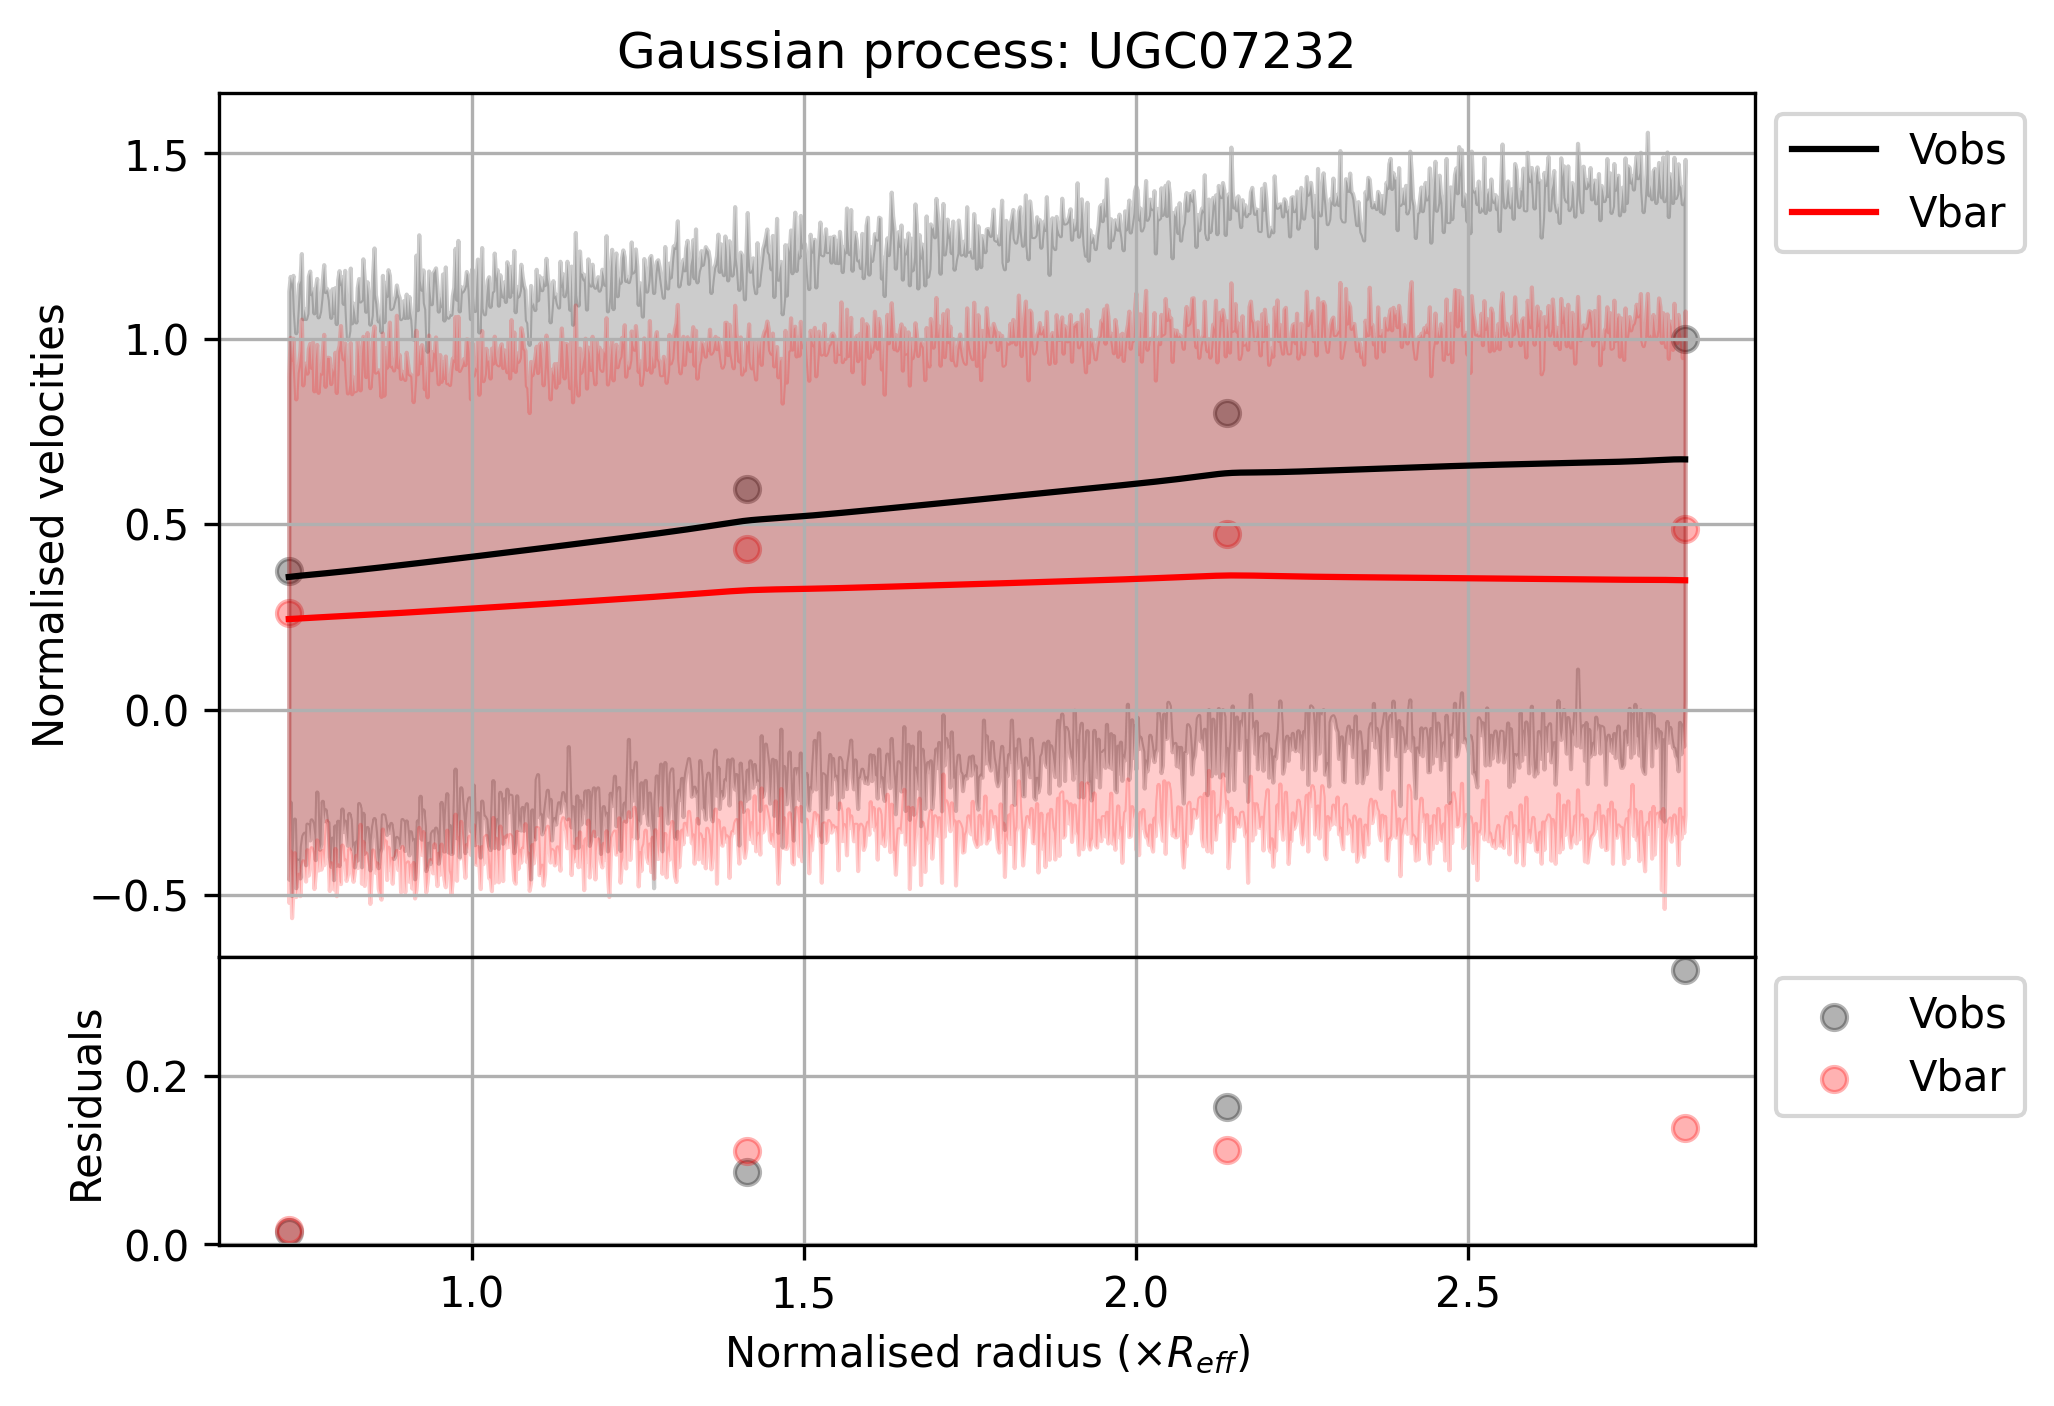 Gaussian process: UGC07232
1.5
1.0
0.5
0.0
−0.5
Normalised velocities
Vobs
Vbar
0.2
0.0
Residuals
Vobs
Vbar
1.0 1.5 2.0 2.5
Normalised radius (×R_eff)